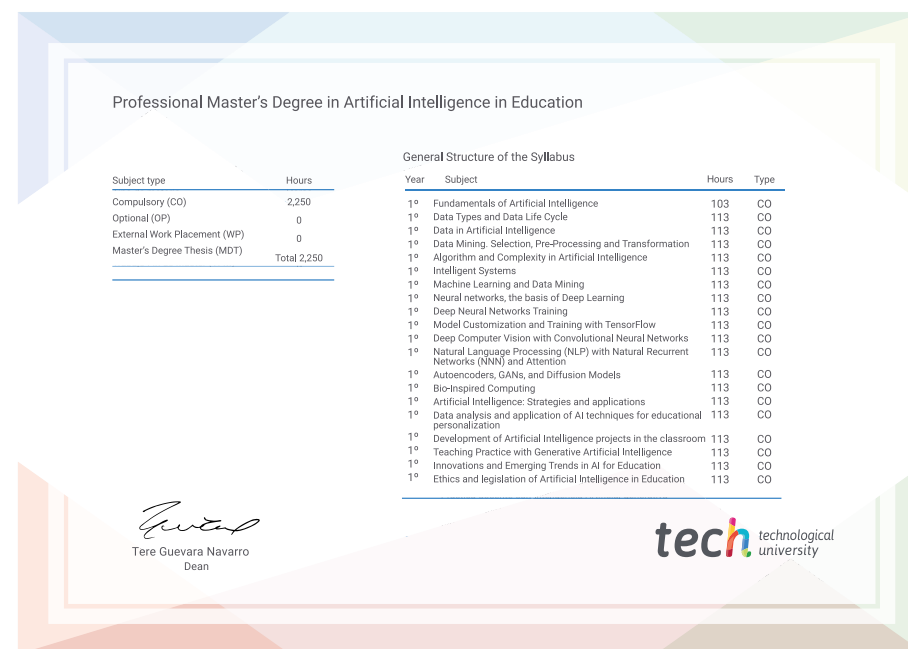 Professional Master's Degree in Artificial Intelligence in Education
General Structure of the Syllabus
Subject type Hours
Compulsory (CO) 2,250
Optional (OP) 0
External Work Placement (WP) 0
Master's Degree Thesis (MDT)
Total 2,250
Year Subject Hours Type
1º Fundamentals of Artificial Intelligence 103 CO
1º Data Types and Data Life Cycle 113 CO
1º Data in Artificial Intelligence 113 CO
1º Data Mining. Selection, Pre-Processing and Transformation 113 CO
1º Algorithm and Complexity in Artificial Intelligence 113 CO
1º Intelligent Systems 113 CO
1º Machine Learning and Data Mining 113 CO
1º Neural networks, the basis of Deep Learning 113 CO
1º Deep Neural Networks Training 113 CO
1º Model Customization and Training with TensorFlow 113 CO
1º Deep Computer Vision with Convolutional Neural Networks 113 CO
1º Natural Language Processing (NLP) with Natural Recurrent 113 CO
Networks (NNN) and Attention
1º Autoencoders, GANs, and Diffusion Models 113 CO
1º Bio-Inspired Computing 113 CO
1º Artificial Intelligence: Strategies and applications 113 CO
1º Data analysis and application of AI techniques for educational 113 CO
personalization
1º Development of Artificial Intelligence projects in the classroom 113 CO
1º Teaching Practice with Generative Artificial Intelligence 113 CO
1º Innovations and Emerging Trends in AI for Education 113 CO
1º Ethics and legislation of Artificial Intelligence in Education 113 CO
Tere Guevara Navarro
Dean
tech technological
university